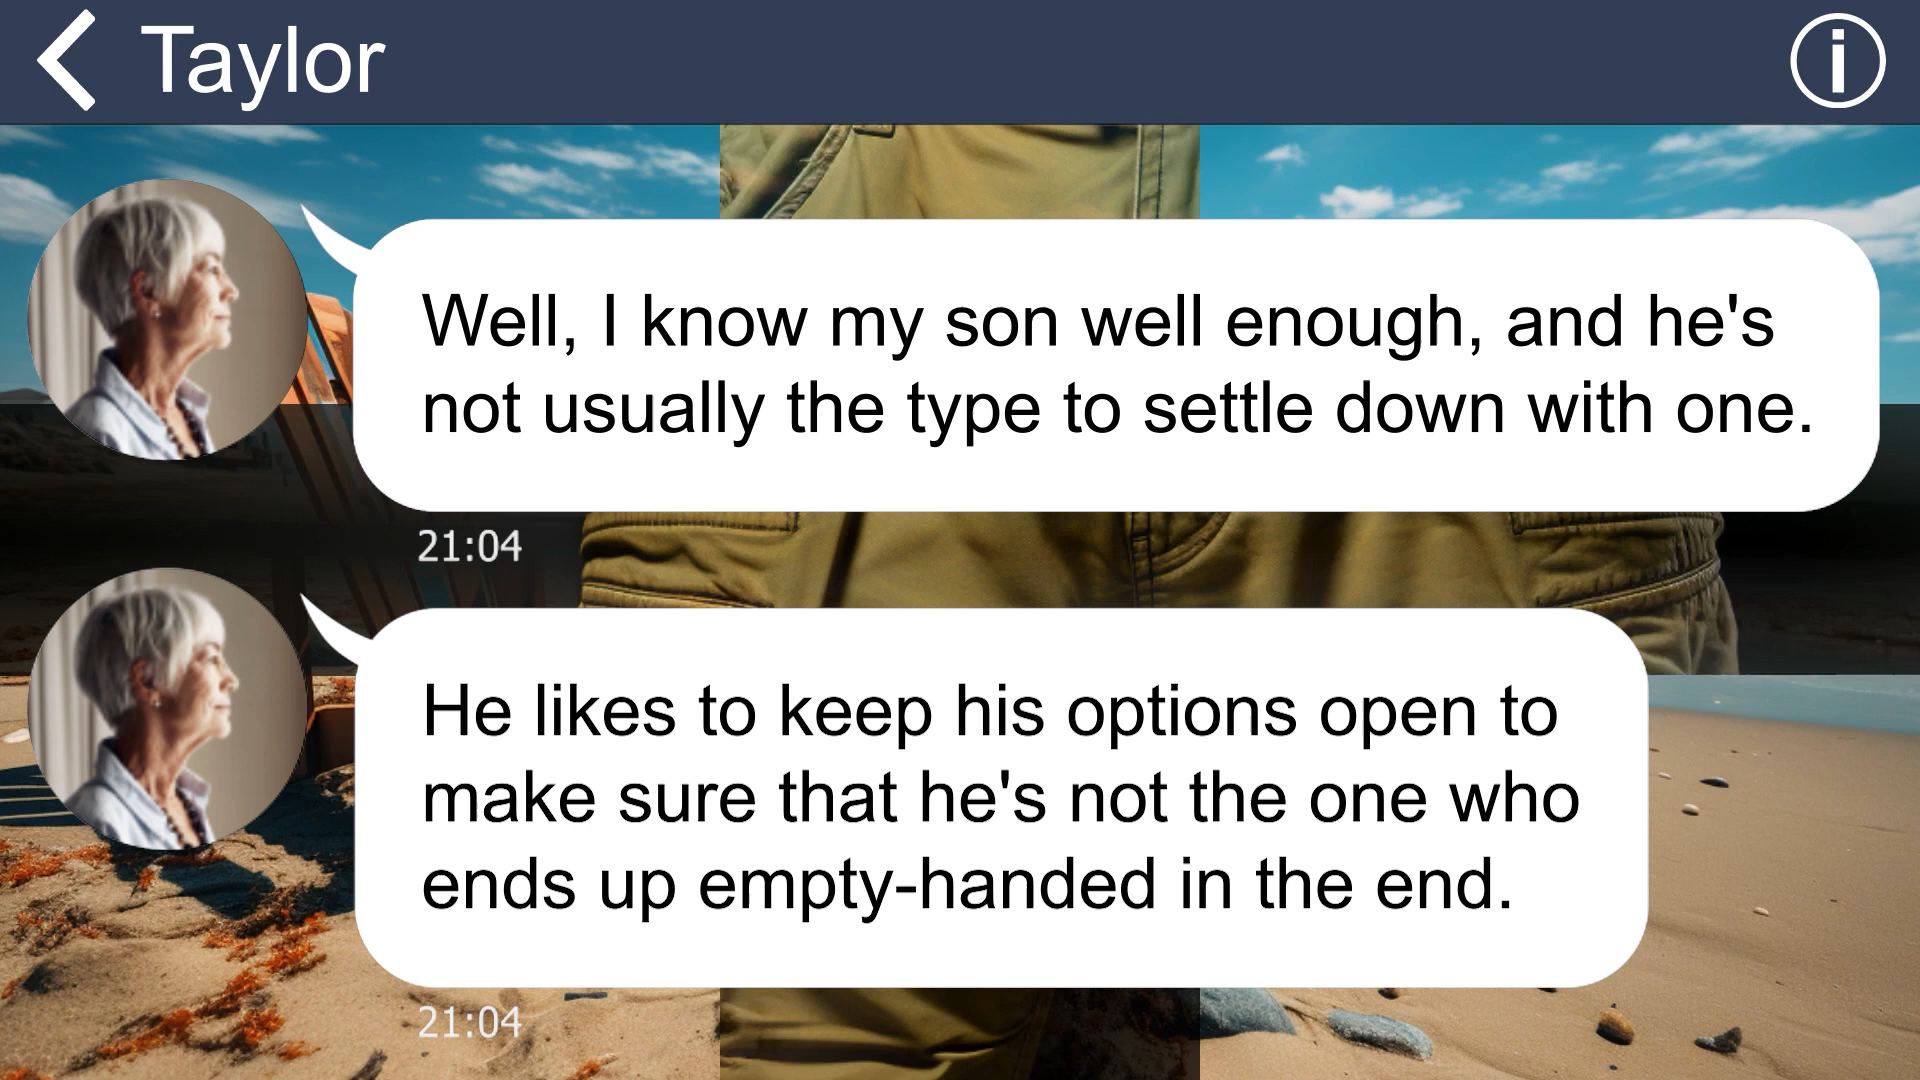 Taylor
Well, I know my son well enough, and he's
not usually the type to settle down with one.
21:04
He likes to keep his options open to
make sure that he's not the one who
ends up empty-handed in the end.
21:04